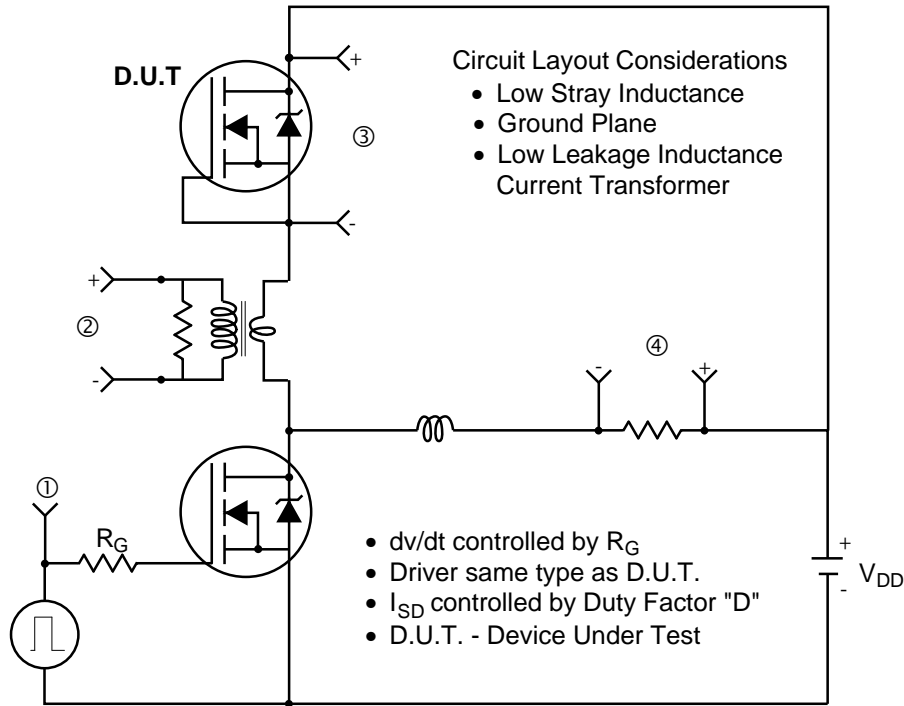 D.U.T
+
Circuit Layout Considerations
• Low Stray Inductance
• Ground Plane
• Low Leakage Inductance
Current Transformer
③
-
+
②
-
④
-
+
①
R_G
• dv/dt controlled by R_G
• Driver same type as D.U.T.
• I_SD controlled by Duty Factor "D"
• D.U.T. - Device Under Test
+
V_DD
-